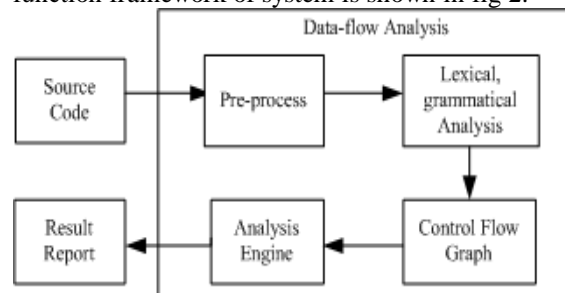 function framework of system is shown in fig 2.
Data-flow Analysis
Source
Code
Pre-process
Lexical,
grammatical
Analysis
Result
Report
Analysis
Engine
Control Flow
Graph